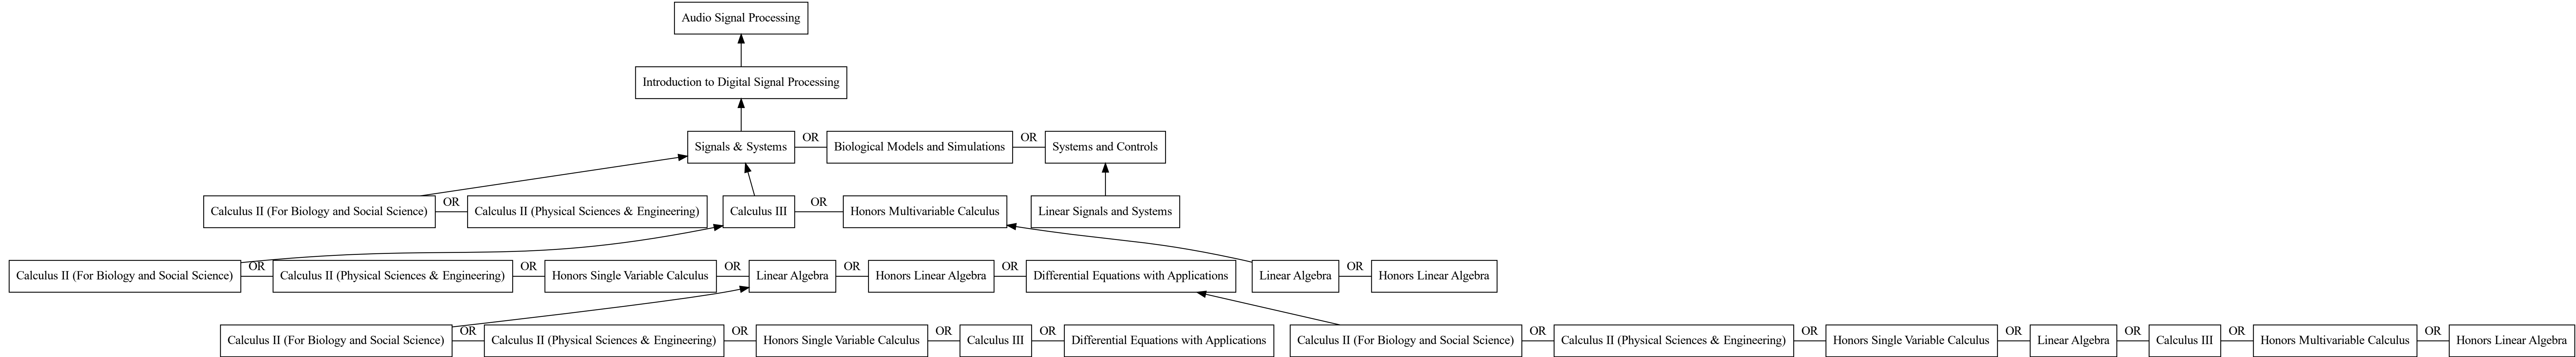 Audio Signal Processing
Introduction to Digital Signal Processing
Signals & Systems OR Biological Models and Simulations OR Systems and Controls
Calculus II (For Biology and Social Science) OR Calculus II (Physical Sciences & Engineering) Calculus III OR Honors Multivariable Calculus Linear Signals and Systems
Calculus II (For Biology and Social Science) OR Calculus II (Physical Sciences & Engineering) OR Honors Single Variable Calculus OR Linear Algebra OR Honors Linear Algebra OR Differential Equations with Applications Linear Algebra OR Honors Linear Algebra
Calculus II (For Biology and Social Science) OR Calculus II (Physical Sciences & Engineering) OR Honors Single Variable Calculus OR Calculus III OR Differential Equations with Applications Calculus II (For Biology and Social Science) OR Calculus II (Physical Sciences & Engineering) OR Honors Single Variable Calculus OR Linear Algebra OR Calculus III OR Honors Multivariable Calculus OR Honors Linear Algebra